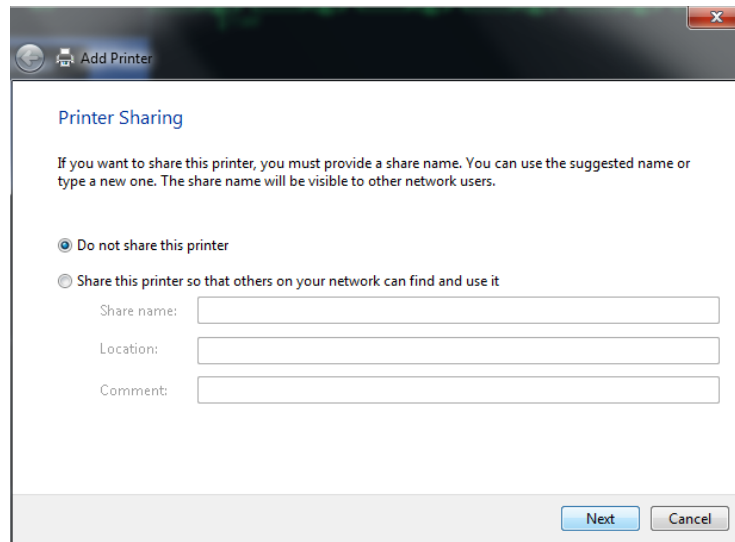 Add Printer
Printer Sharing
If you want to share this printer, you must provide a share name. You can use the suggested name or
type a new one. The share name will be visible to other network users.
Do not share this printer
Share this printer so that others on your network can find and use it
Share name:
Location:
Comment:
Next Cancel